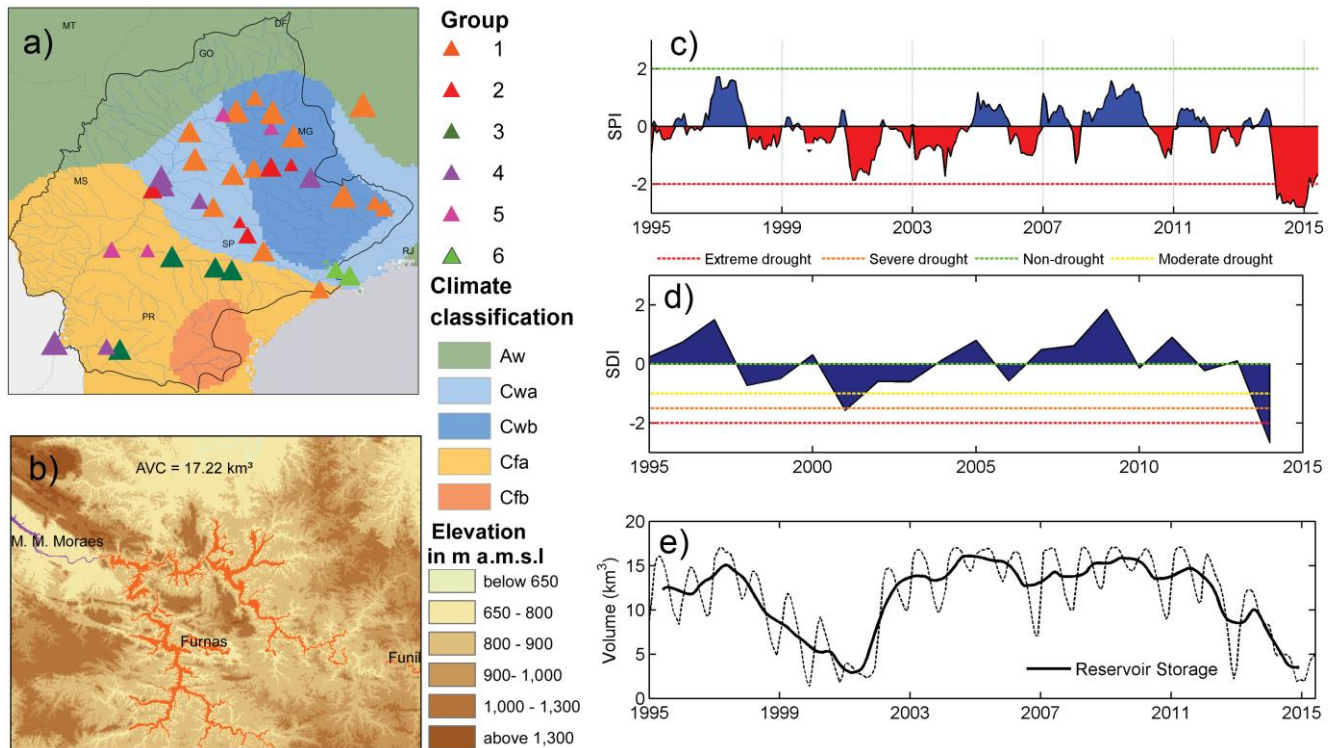 a)
MT
DF
GO
MG
MS
SP
RJ
PR
Group
1
2
3
4
5
6
Climate
classification
Aw
Cwa
Cwb
Cfa
Cfb
b)
AVC = 17.22 km³
M. M. Moraes
Furnas
Funil
Elevation
in m a.m.s.l
below 650
650 - 800
800 - 900
900- 1,000
1,000 - 1,300
above 1,300
c)
SPI
2
0
-2
1995 1999 2003 2007 2011 2015
Extreme drought Severe drought Non-drought Moderate drought
d)
SDI
2
0
-2
1995 2000 2005 2010 2015
e)
Volume (km³)
20
15
10
5
0
Reservoir Storage
1995 1999 2003 2007 2011 2015